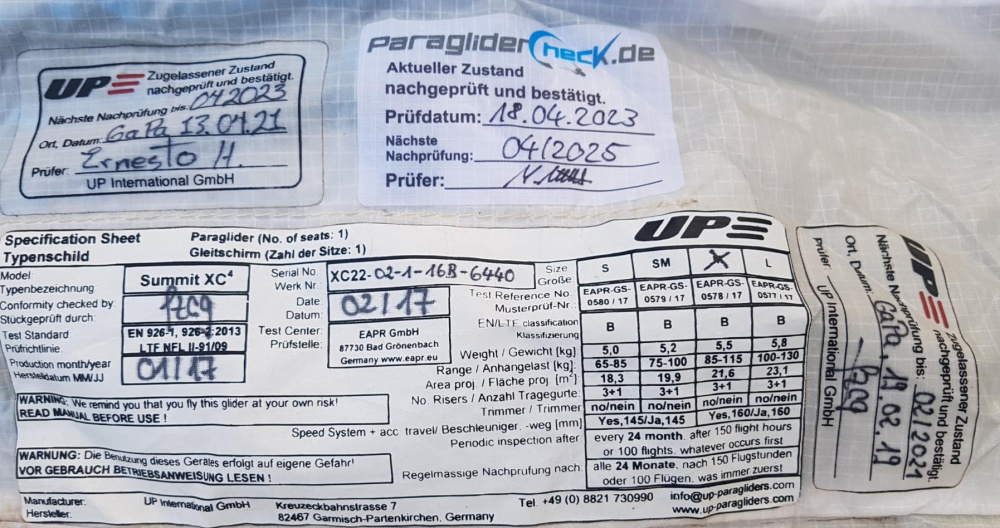 UP
Zugelassener Zustand
nachgeprüft und bestätigt.
Nächste Nachprüfung bis: 04.2023
Ort, Datum: GaPa 13.04.21
Prüfer: Ernesto H.
UP International GmbH
paraglidercheck.de
Aktueller Zustand
nachgeprüft und bestätigt.
Prüfdatum: 18.04.2023
Nächste
Nachprüfung: 04/2025
Prüfer:
UP
Specification Sheet
Typenschild
Paraglider (No. of seats: 1)
Gleitschirm (Zahl der Sitze: 1)
Model
Typenbezeichnung
Summit XC⁴
Conformity checked by:
Stückgeprüft durch:
Test Standard
Prüfrichtlinie:
EN 926-1, 926-2:2013
LTF NFL II-91/09
Production month/year
Herstelldatum MM/JJ
01/17
Serial No.
Werk Nr.
XC22-02-1-16B-6440
Date:
Datum:
02/17
Test Center:
Prüfstelle:
EAPR GmbH
87730 Bad Grönenbach
Germany www.eapr.eu
Size
Größe
S SM X L
Test Reference No.
Musterprüf-Nr.
EAPR-GS-0580 / 17 EAPR-GS-0579 / 17 EAPR-GS-0578 / 17 EAPR-GS-0577 / 17
EN/LTF classification
Klassifizierung
B B B B
Weight / Gewicht [kg] 5,0 5,2 5,5 5,8
Range / Anhangelast [kg] 65-85 75-100 85-115 100-130
Area proj. / Fläche proj [m²] 18,3 19,9 21,6 23,1
No. Risers / Anzahl Tragegurte: 3+1 3+1 3+1 3+1
Trimmer / Trimmer no/nein no/nein no/nein no/nein
Speed System + acc. travel/ Beschleuniger. -weg [mm] Yes,145/Ja,145 Yes,160/Ja,160
Periodic inspection after every 24 month. after 150 flight hours
or 100 flights. whatever occurs first
Regelmassige Nachprufung nach: alle 24 Monate. nach 150 Flugstunden
oder 100 Flügen. was immer zuerst
WARNING: We remind you that you fly this glider at your own risk!
READ MANUAL BEFORE USE !
WARNUNG: Die Benutzung dieses Gerätes erfolgt auf eigene Gefahr!
VOR GEBRAUCH BETRIEBSANWEISUNG LESEN !
Manufacturer:
Hersteller:
UP International GmbH
Kreuzeckbahnstrasse 7
82467 Garmisch-Partenkirchen, Germany
Tel +49 (0) 8821 730990
info@up-paragliders.com
www.up-paragliders.com
UP
Zugelassener Zustand
nachgeprüft und bestätigt.
Nächste Nachprüfung bis: 02/2021
Ort, Datum: GaPa, 19.02.19
Prüfer:
UP International GmbH